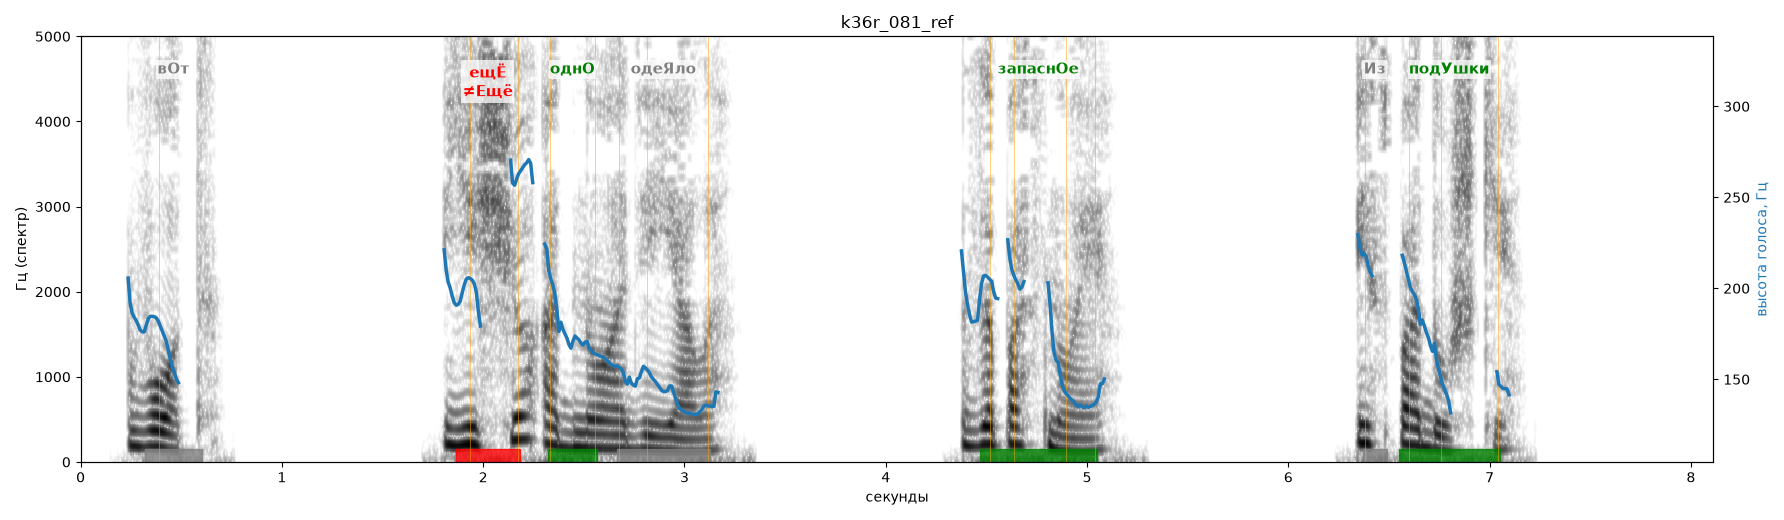 k36r_081_ref
вОт
ещЁ
≠Ещё
однО
одеЯло
запаснОе
Из
подУшки
5000
4000
3000
2000
1000
0
Гц (спектр)
300
250
200
150
высота голоса, Гц
0 1 2 3 4 5 6 7 8
секунды